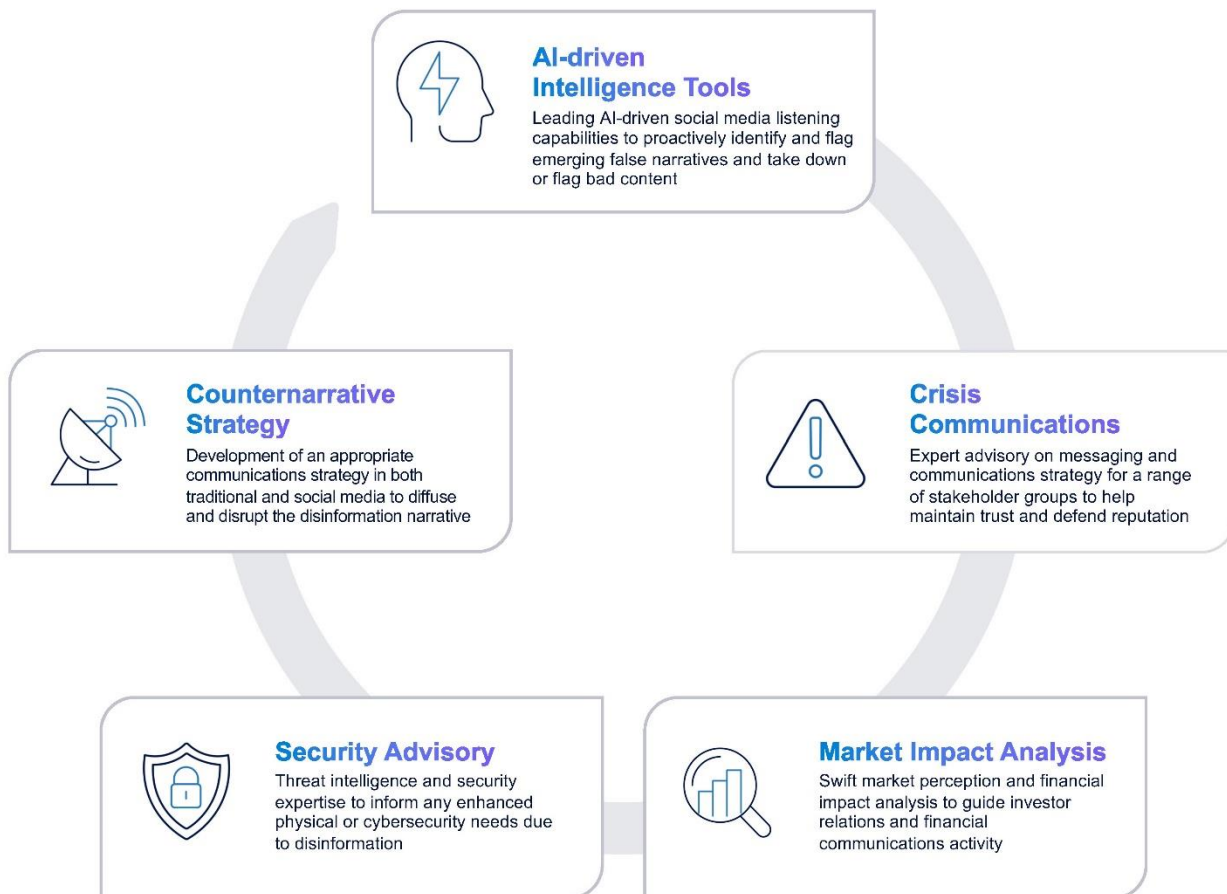 AI-driven
Intelligence Tools
Leading AI-driven social media listening
capabilities to proactively identify and flag
emerging false narratives and take down
or flag bad content
Crisis
Communications
Expert advisory on messaging and
communications strategy for a range
of stakeholder groups to help
maintain trust and defend reputation
Market Impact Analysis
Swift market perception and financial
impact analysis to guide investor
relations and financial
communications activity
Security Advisory
Threat intelligence and security
expertise to inform any enhanced
physical or cybersecurity needs due
to disinformation
Counternarrative
Strategy
Development of an appropriate
communications strategy in both
traditional and social media to diffuse
and disrupt the disinformation narrative